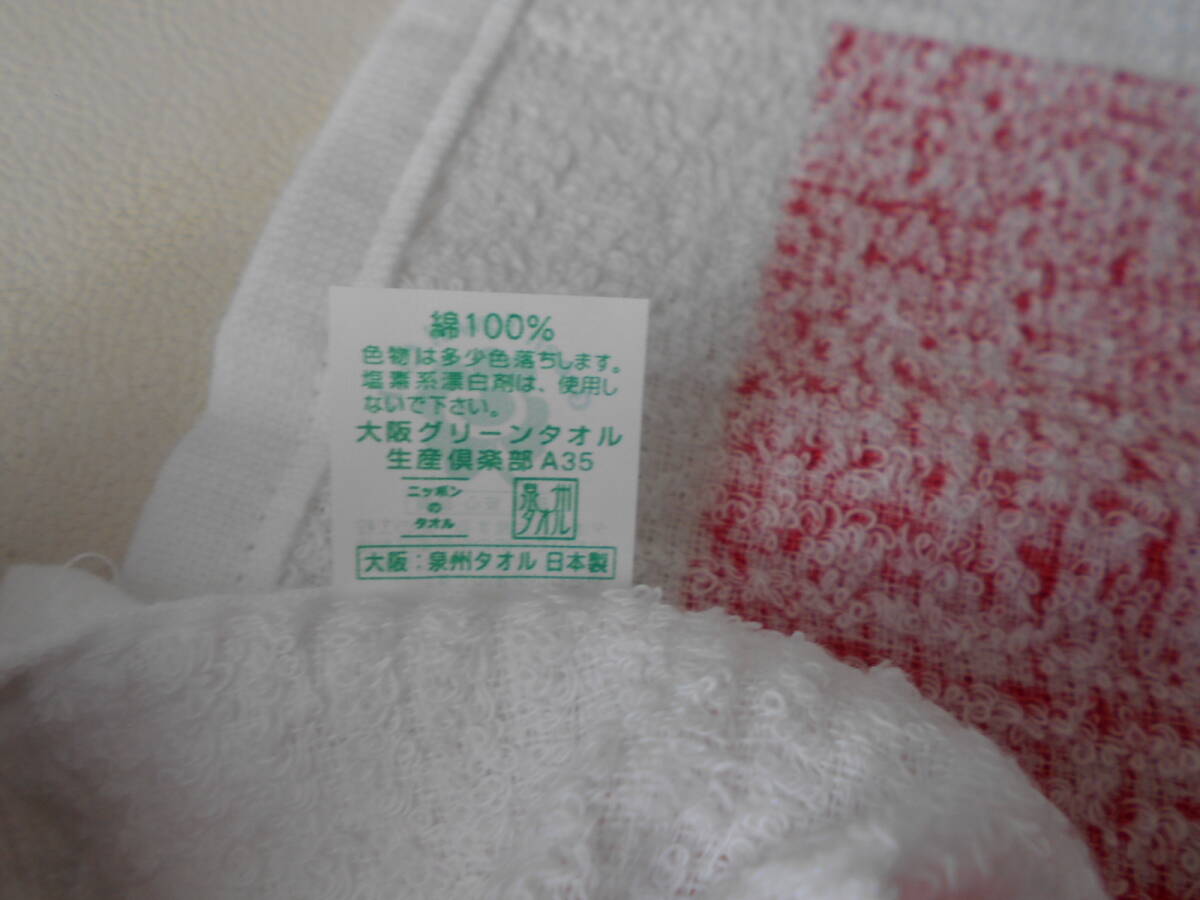 綿100%
色物は多少色落ちします。
塩素系漂白剤は、使用し
ないで下さい。
大阪グリーンタオル
生産倶楽部 A35
ニッポン
の
タオル
泉州
タオル
大阪：泉州タオル 日本製